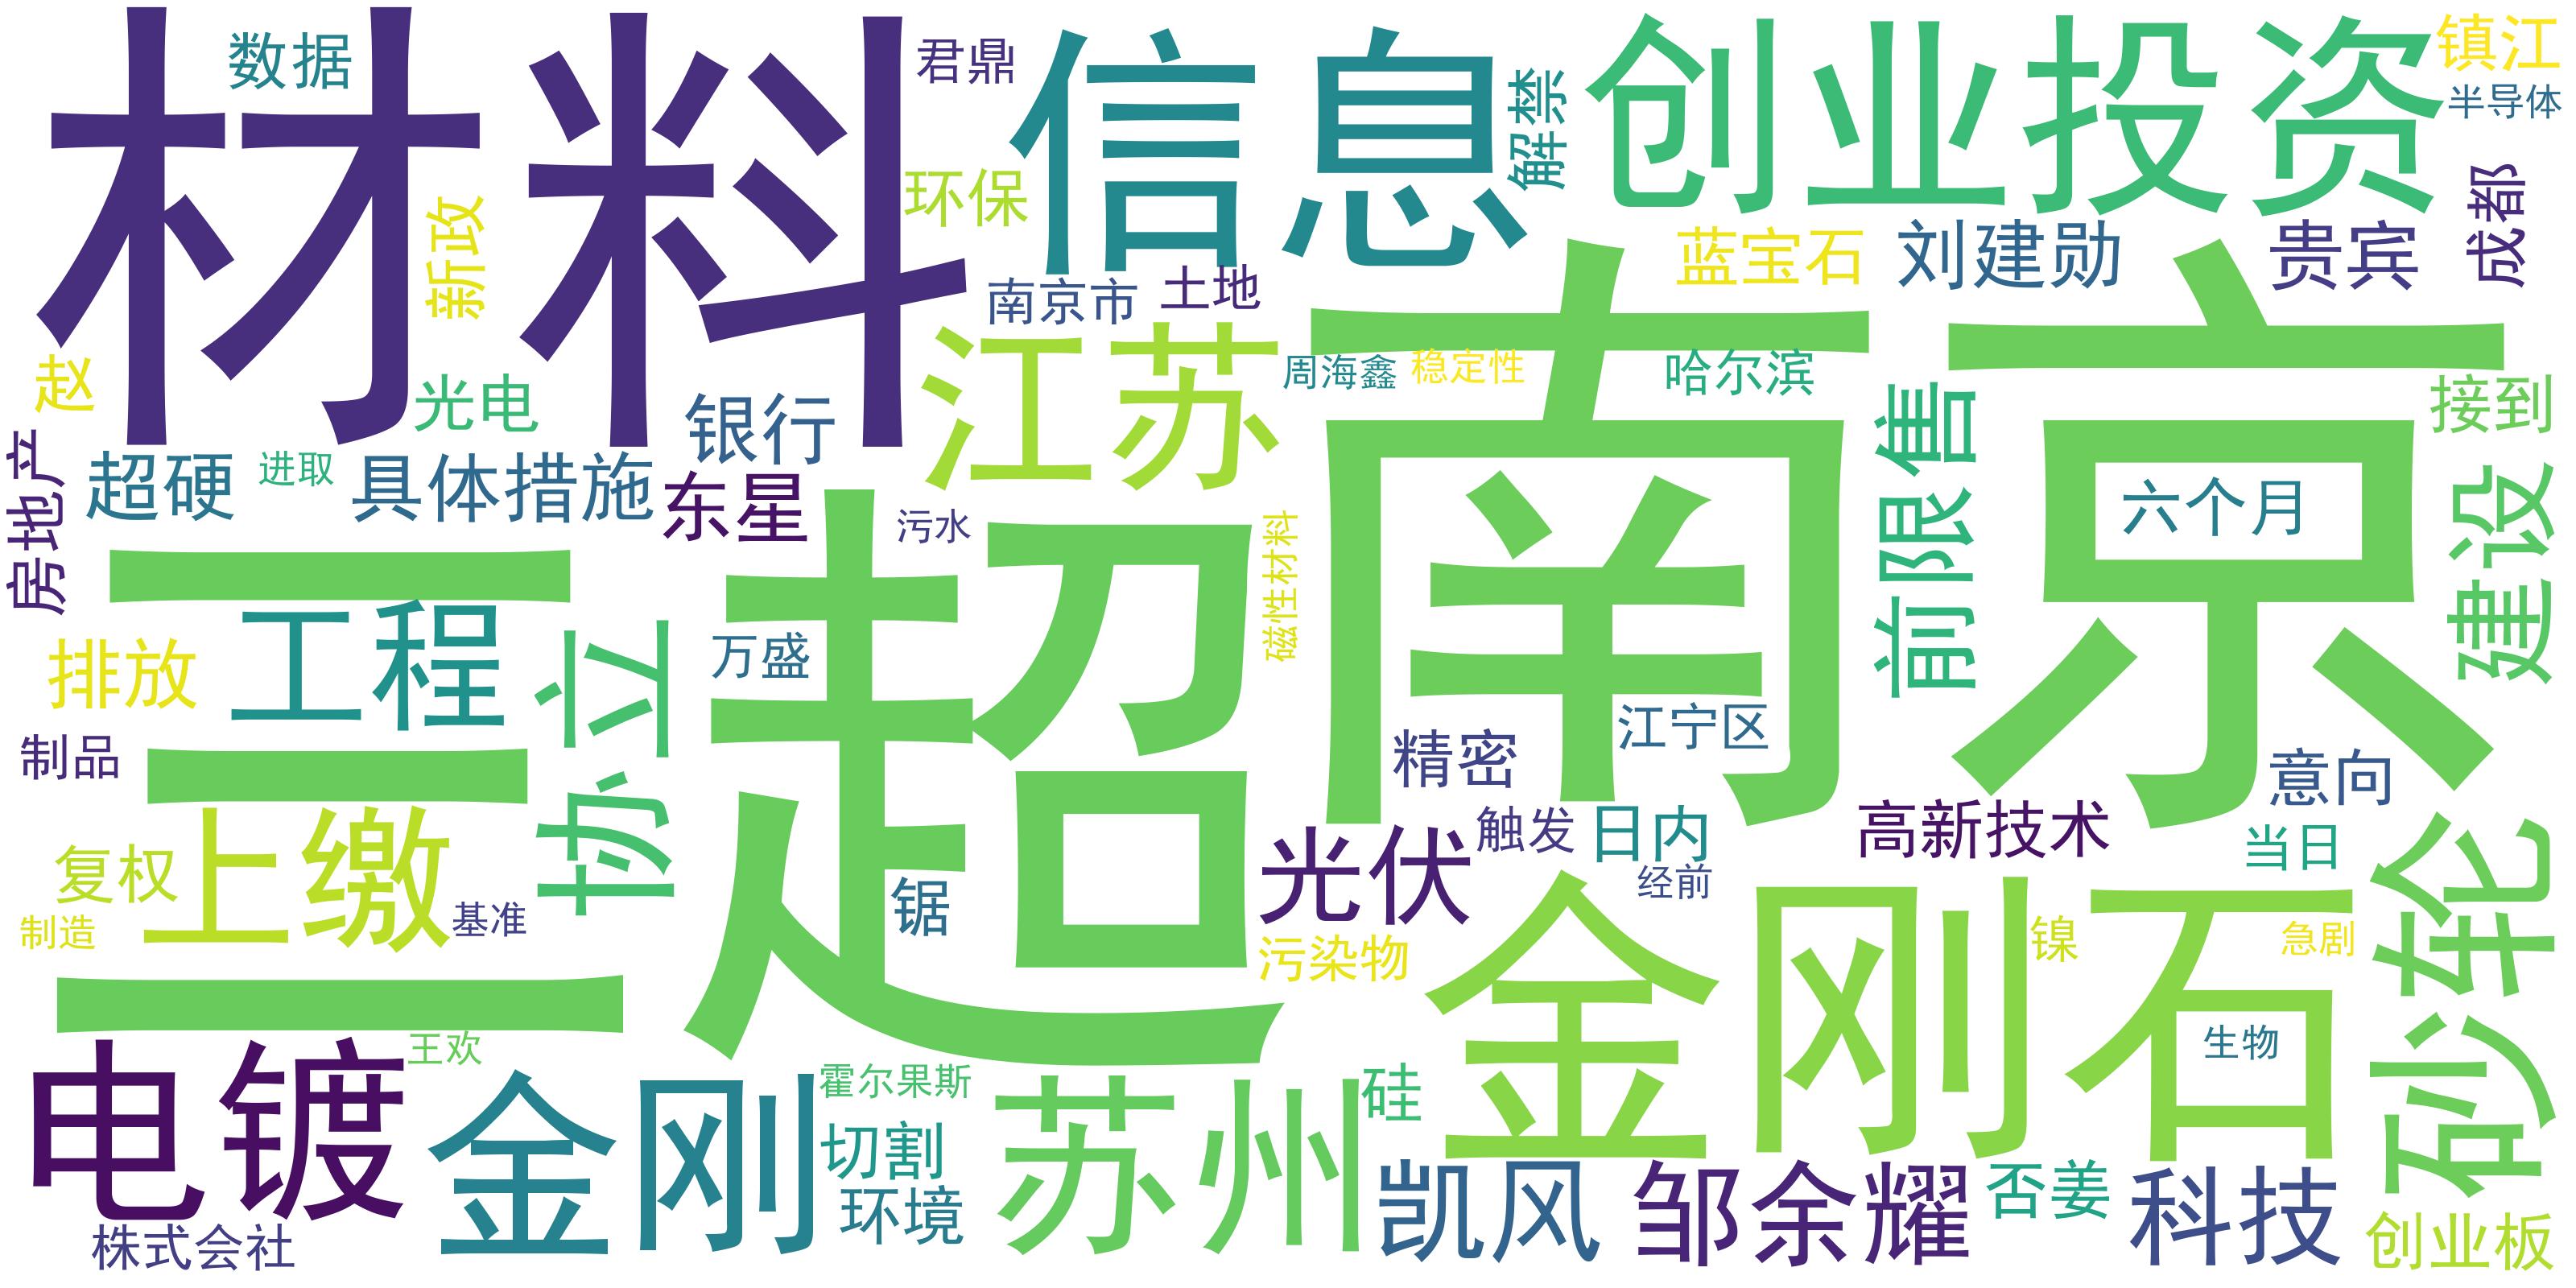 材料
信息
创业投资
镇江
数据
君鼎
解禁
半导体
新政
环保
成都
蓝宝石
刘建勋
贵宾
南京市
土地
南京
江苏
周海鑫
稳定性
哈尔滨
赵
光电
银行
前限售
接到
房地产
超硬
进取
具体措施
东星
污水
磁性材料
六个月
建设
三
超
工程
排放
协立
万盛
精密
江宁区
制品
意向
上缴
复权
基准
制造
锯
光伏
触发
日内
经前
高新技术
当日
砂轮
金刚石
污染物
镍
急剧
电镀
王欢
金刚
霍尔果斯
苏州
硅
生物
切割
环境
凯风
邹余耀
否姜
科技
株式会社
创业板